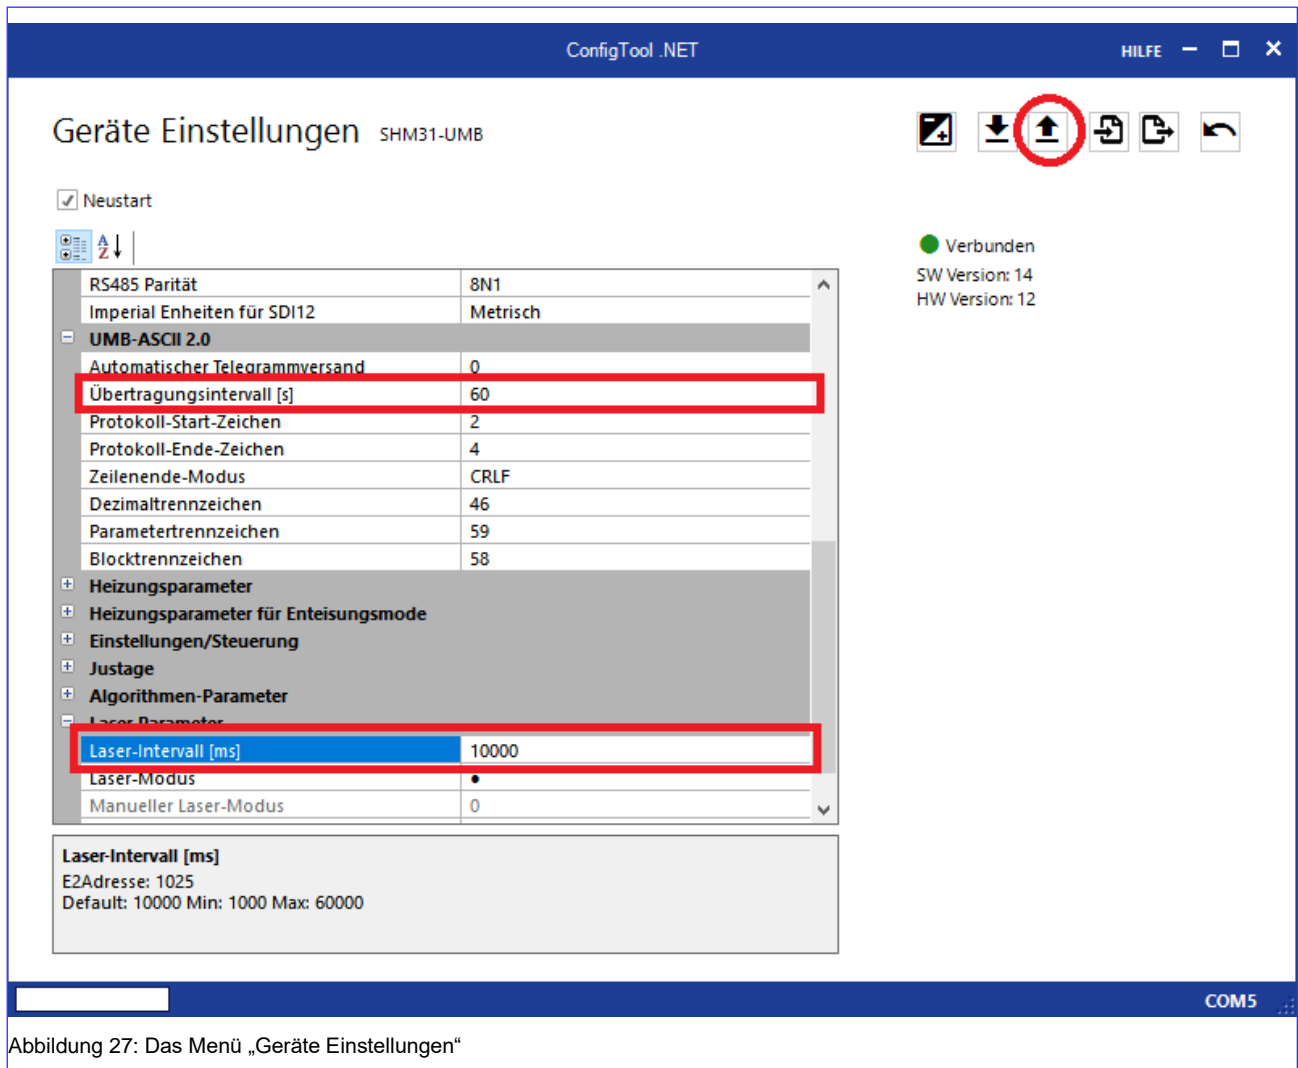 ConfigTool .NET
HILFE
Geräte Einstellungen SHM31-UMB
Neustart
Verbunden
SW Version: 14
HW Version: 12
RS485 Parität 8N1
Imperial Enheiten für SDI12 Metrisch
UMB-ASCII 2.0
Automatischer Telegrammversand 0
Übertragungsintervall [s] 60
Protokoll-Start-Zeichen 2
Protokoll-Ende-Zeichen 4
Zeilenende-Modus CRLF
Dezimaltrennzeichen 46
Parametertrennzeichen 59
Blocktrennzeichen 58
Heizungsparameter
Heizungsparameter für Enteisungsmode
Einstellungen/Steuerung
Justage
Algorithmen-Parameter
Laser Parameter
Laser-Intervall [ms] 10000
Laser-Modus ●
Manueller Laser-Modus 0
Laser-Intervall [ms]
E2Adresse: 1025
Default: 10000 Min: 1000 Max: 60000
COM5
Abbildung 27: Das Menü „Geräte Einstellungen“